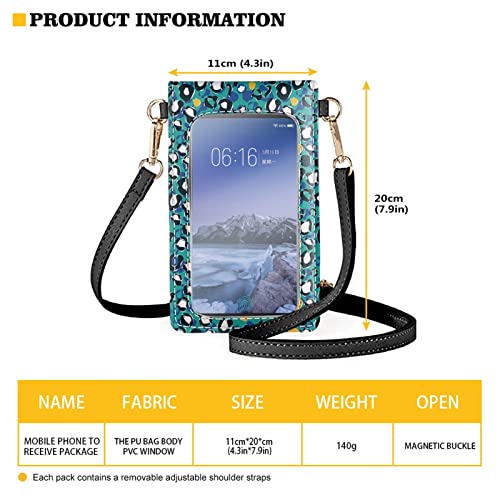 PRODUCT INFORMATION
11cm (4.3in)
06:16
20cm
(7.9in)
NAME FABRIC SIZE WEIGHT OPEN
MOBILE PHONE TO
RECEIVE PACKAGE
THE PU BAG BODY
PVC WINDOW
11cm*20*cm
(4.3in*7.9in)
140g
MAGNETIC BUCKLE
Each pack contains a removable adjustable shoulder straps